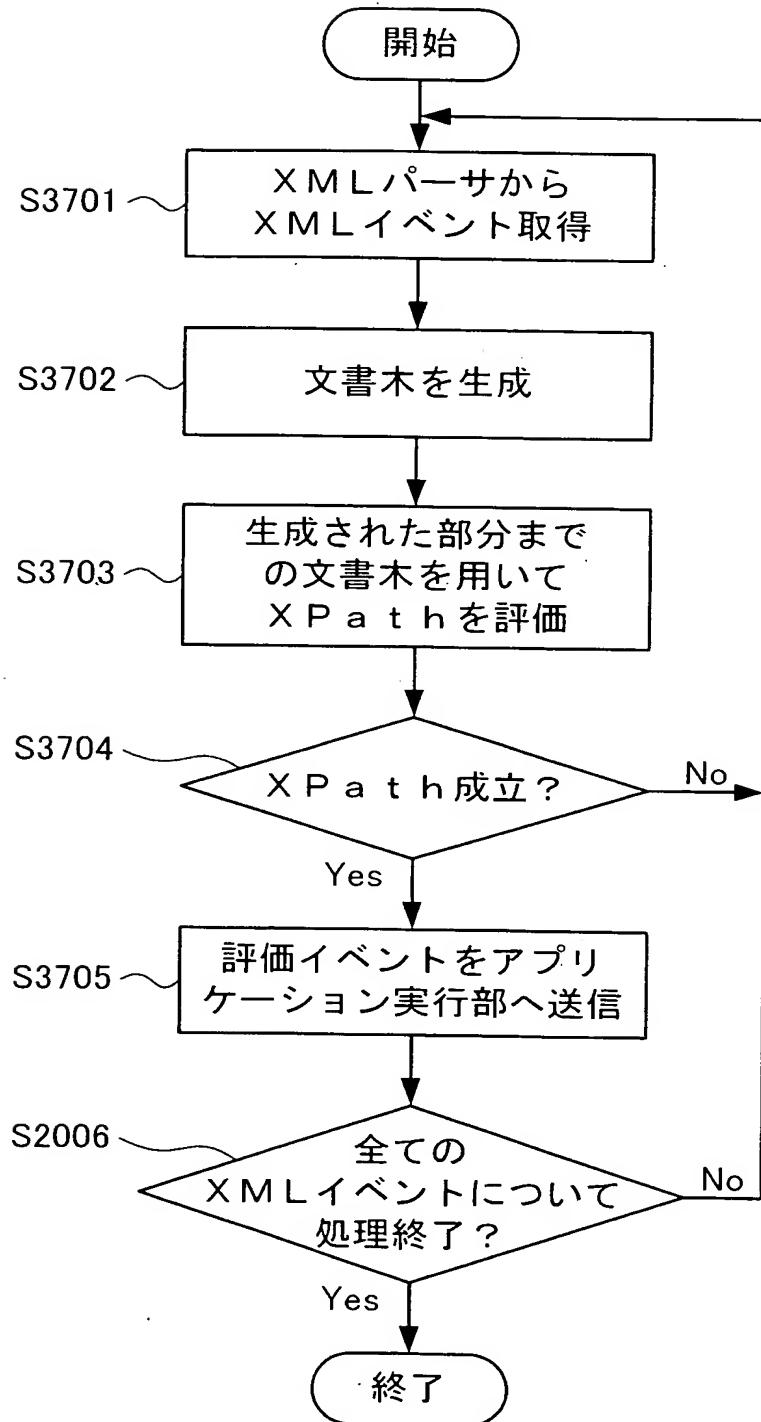 開始
S3701
XMLパーサから
XMLイベント取得
S3702
文書木を生成
S3703
生成された部分まで
の文書木を用いて
XPathを評価
S3704
XPath成立?
No
Yes
S3705
評価イベントをアプリ
ケーション実行部へ送信
S2006
全ての
XMLイベントについて
処理終了?
No
Yes
終了